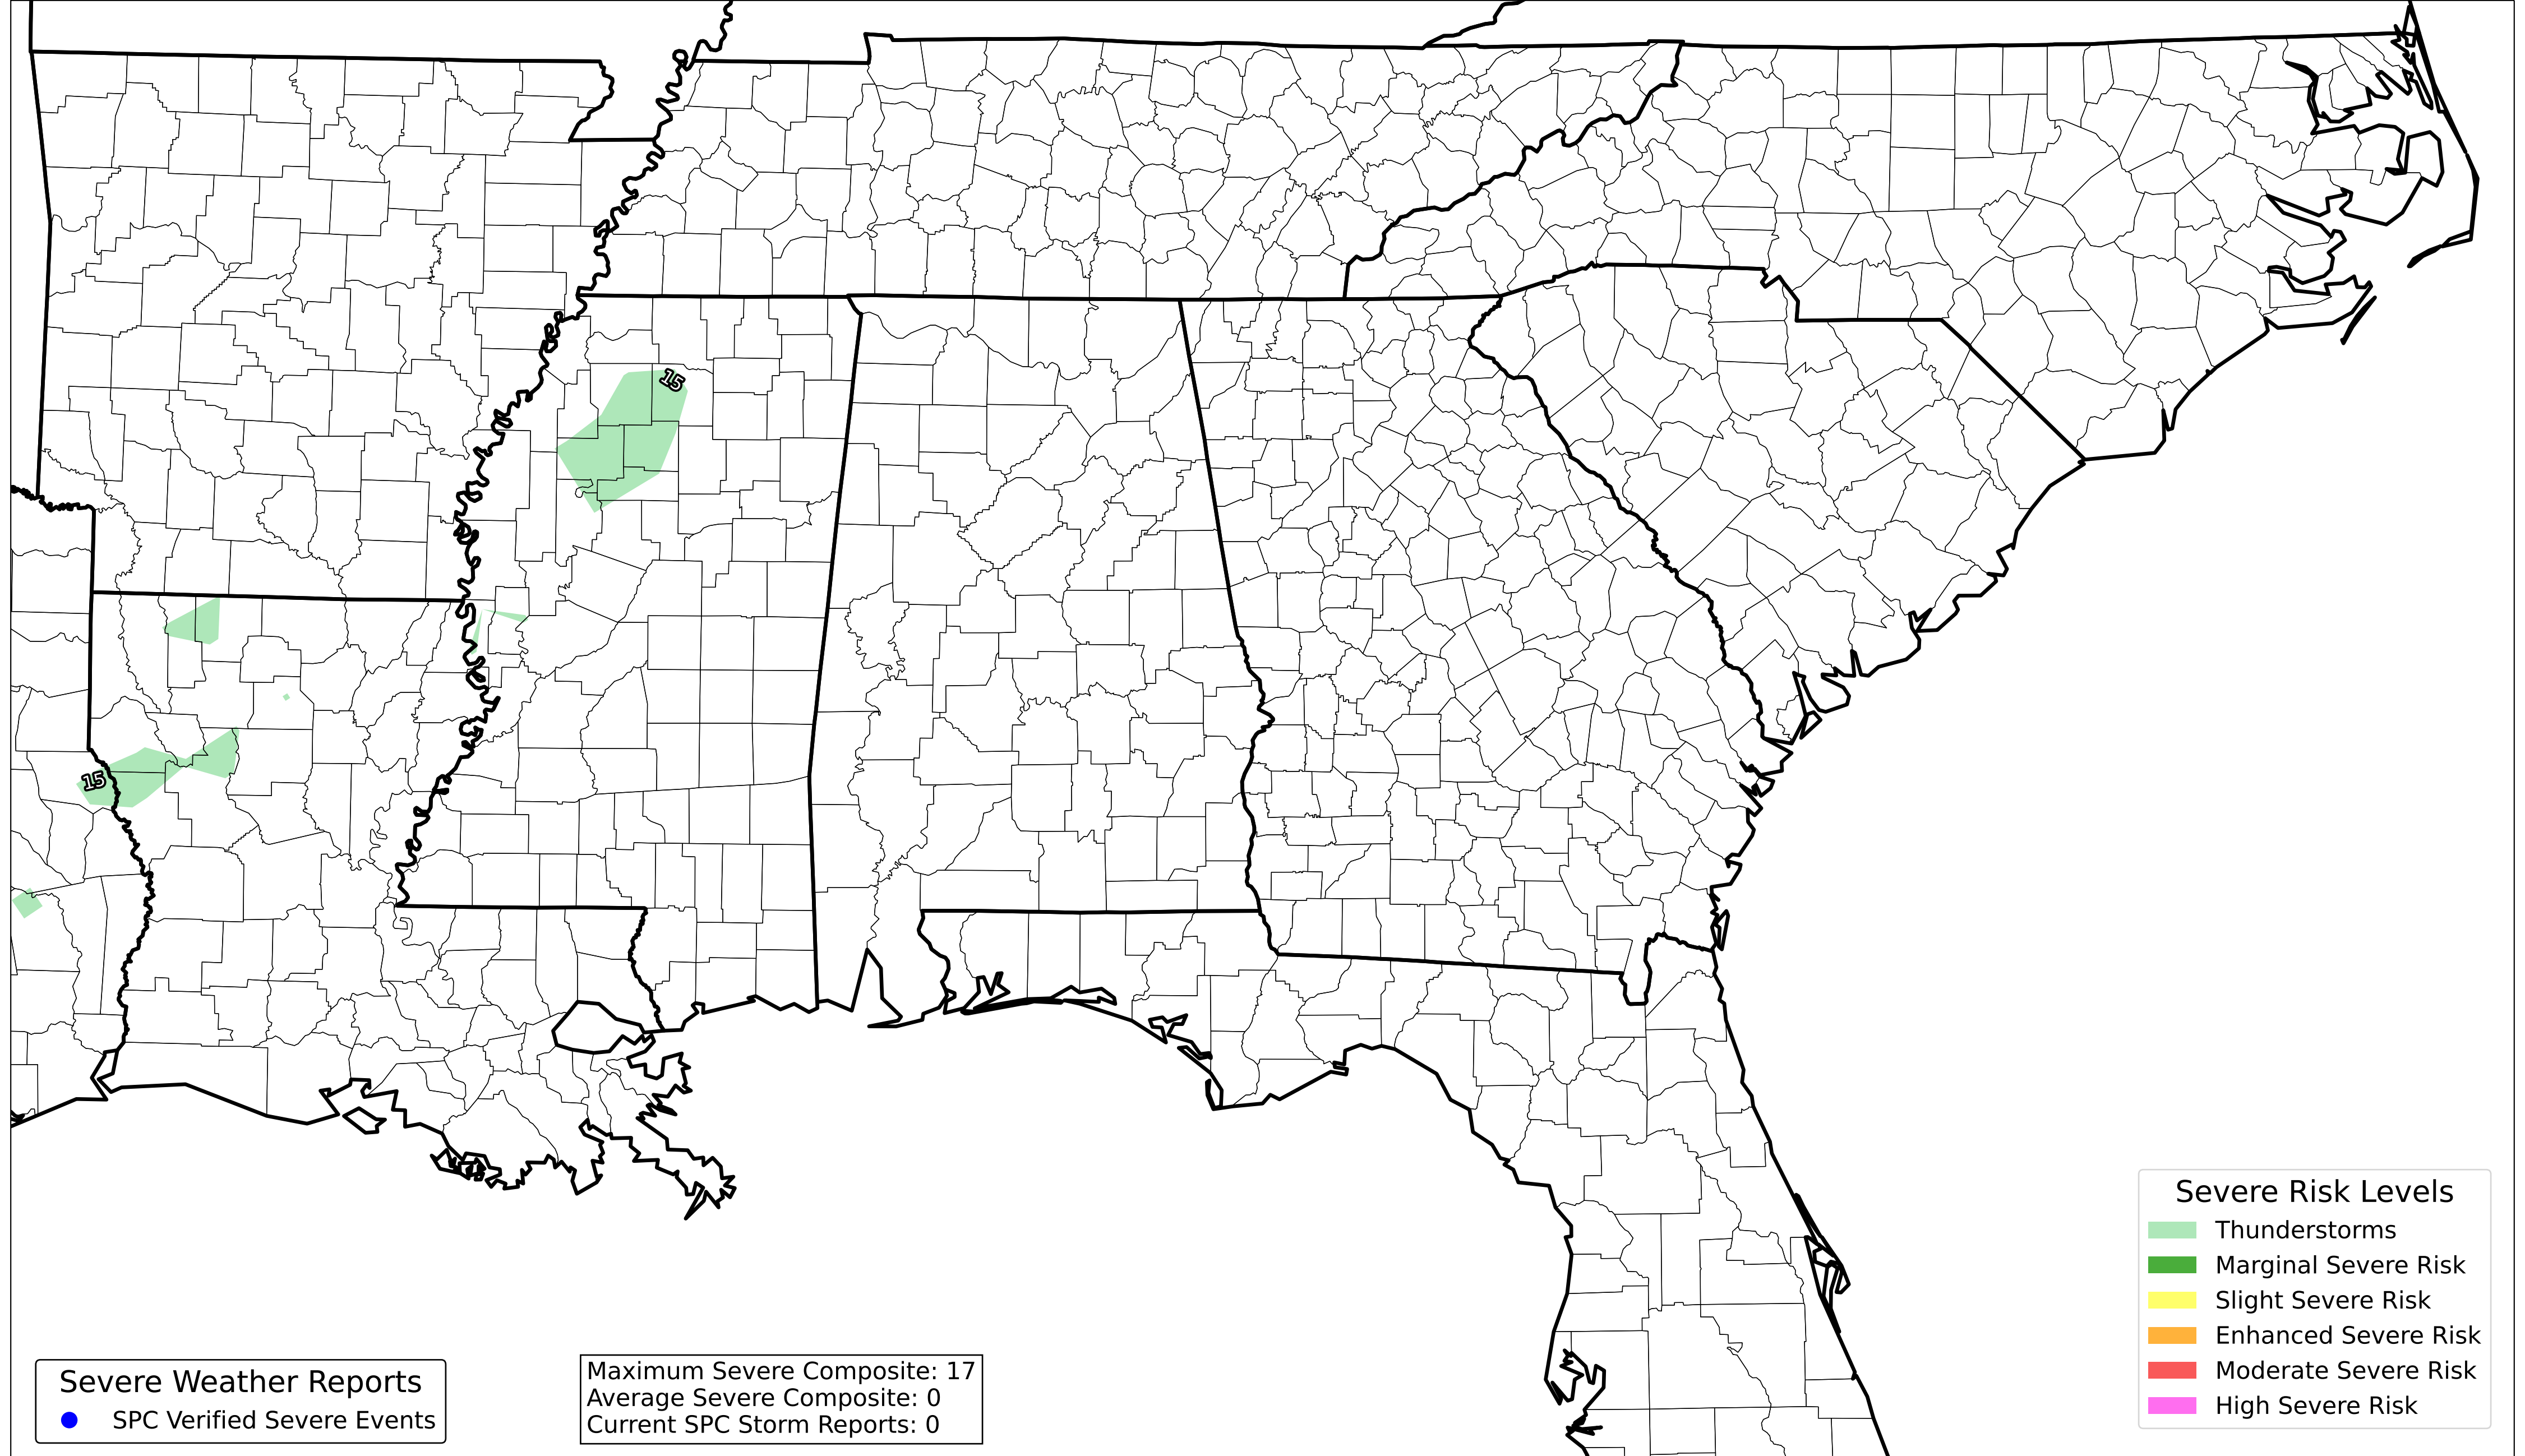 15
15
Severe Risk Levels
Thunderstorms
Marginal Severe Risk
Slight Severe Risk
Enhanced Severe Risk
Moderate Severe Risk
High Severe Risk
Severe Weather Reports
SPC Verified Severe Events
Maximum Severe Composite: 17
Average Severe Composite: 0
Current SPC Storm Reports: 0